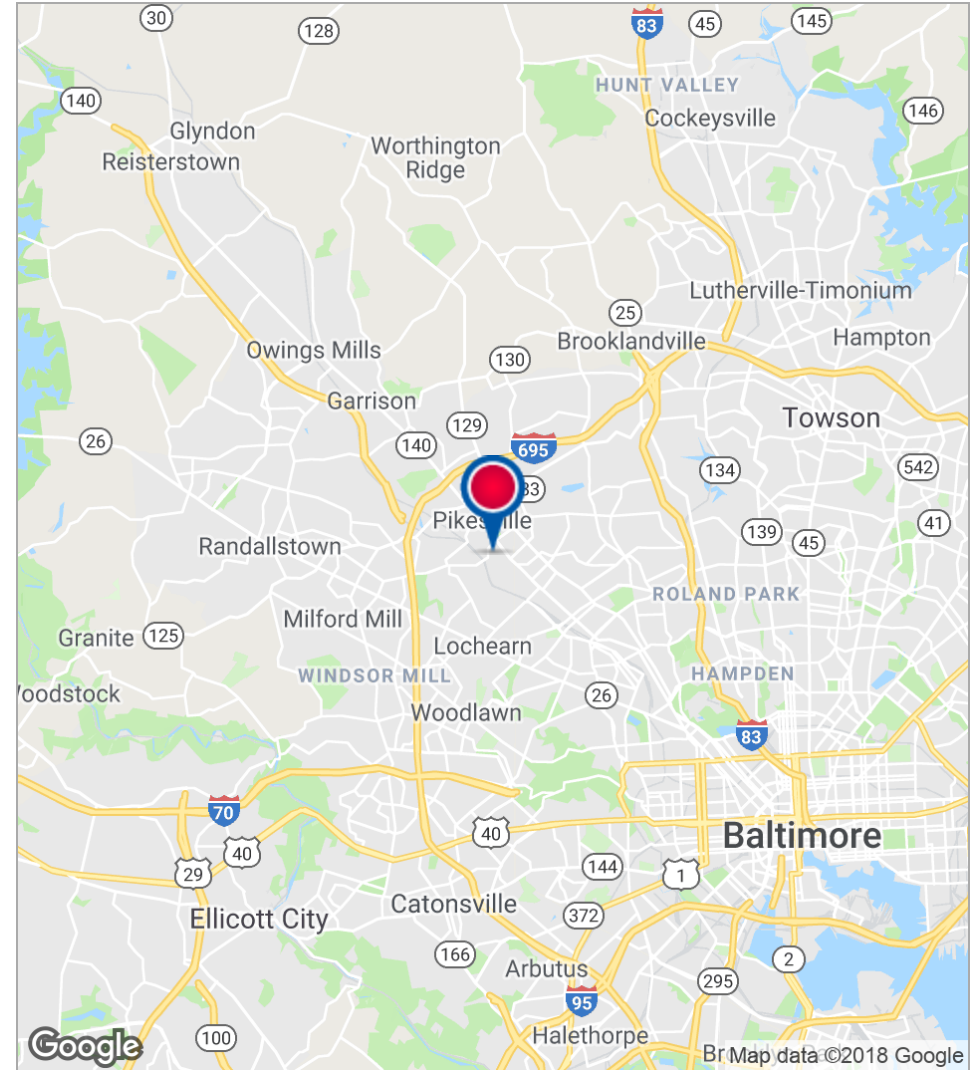 30
128
83
45
145
HUNT VALLEY
140
Cockeysville
146
Glyndon
Reisterstown
Worthington
Ridge
Lutherville-Timonium
25
Brooklandville
Hampton
Owings Mills
130
Garrison
Towson
129
26
140
695
134
542
83
Pikesville
41
139
45
Randallstown
ROLAND PARK
Milford Mill
Granite
125
Lochearn
WINDSOR MILL
HAMPDEN
oodstock
26
Woodlawn
83
70
40
Baltimore
40
144
29
1
Catonsville
Ellicott City
372
166
2
Arbutus
295
95
100
Halethorpe
Google
Map data ©2018 Google